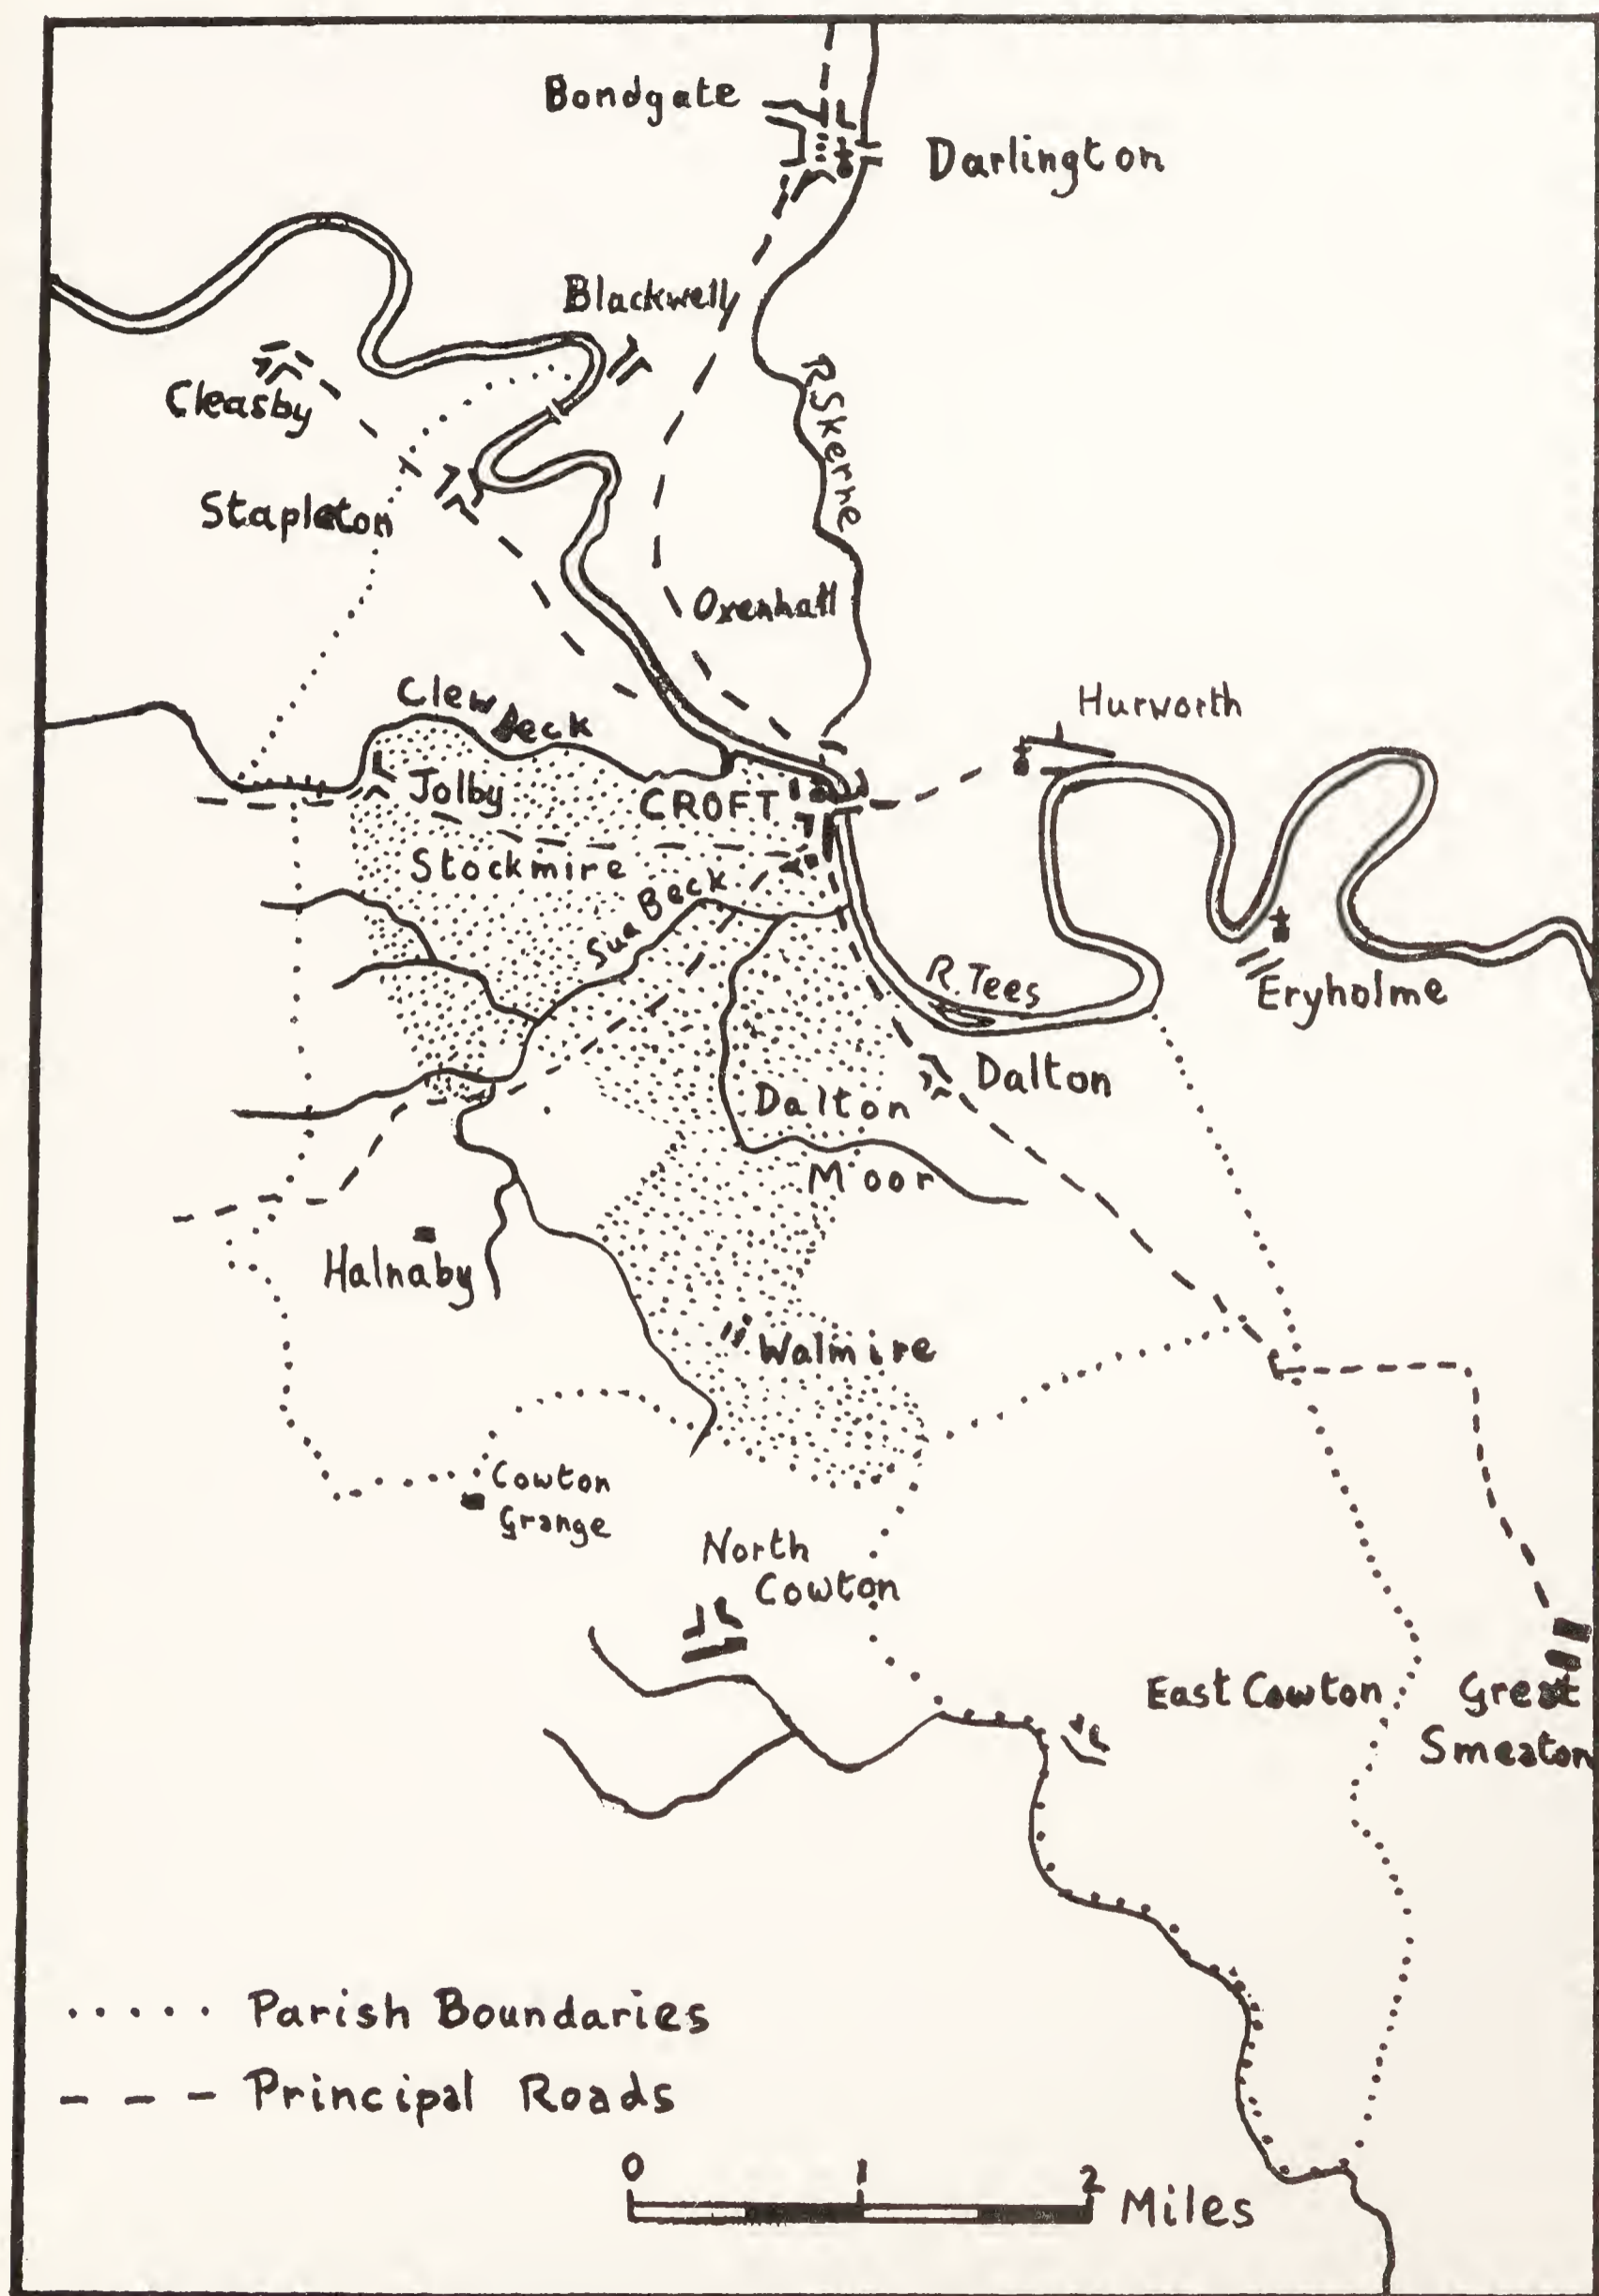 Bondgate
Darlington
Blackwell
R. Skerne
Cleasby
Stapleton
Oxenhall
Clew Beck
Hurworth
Jolby
CROFT
Stockmire
Sua Beck
R. Tees
Eryholme
Dalton
Dalton
Moor
Halnaby
Walmire
Cowton
Grange
North
Cowton
East Cowton
Great
Smeaton
Parish Boundaries
Principal Roads
0 1 2
Miles